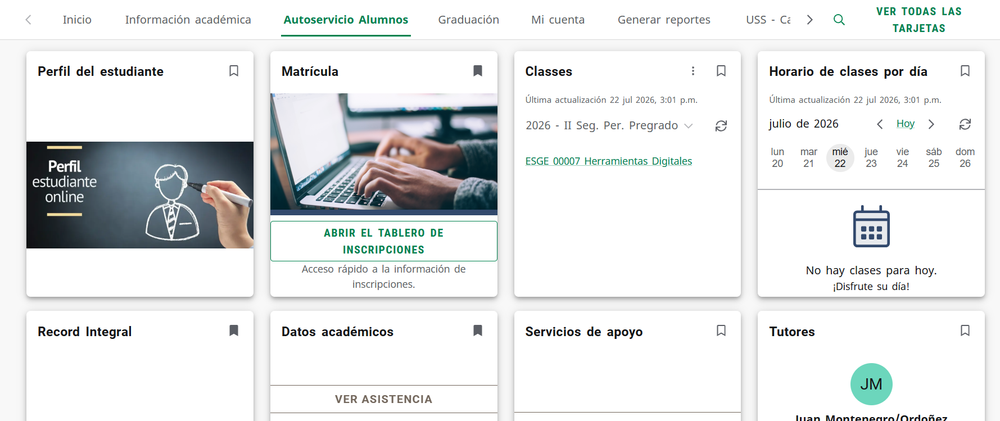 Inicio
Información académica
Autoservicio Alumnos
Graduación
Mi cuenta
Generar reportes
USS - Ca
VER TODAS LAS
TARJETAS
Perfil del estudiante
Perfil
estudiante
online
Matrícula
ABRIR EL TABLERO DE
INSCRIPCIONES
Acceso rápido a la información de
inscripciones.
Classes
Última actualización 22 jul 2026, 3:01 p.m.
2026 - II Seg. Per. Pregrado
ESGE 00007 Herramientas Digitales
Horario de clases por día
Última actualización 22 jul 2026, 3:01 p.m.
julio de 2026
Hoy
lun mar mié jue vie sáb dom
20 21 22 23 24 25 26
No hay clases para hoy.
¡Disfrute su día!
Record Integral
Datos académicos
VER ASISTENCIA
Servicios de apoyo
Tutores
JM
Juan Montenegro/Ordoñez